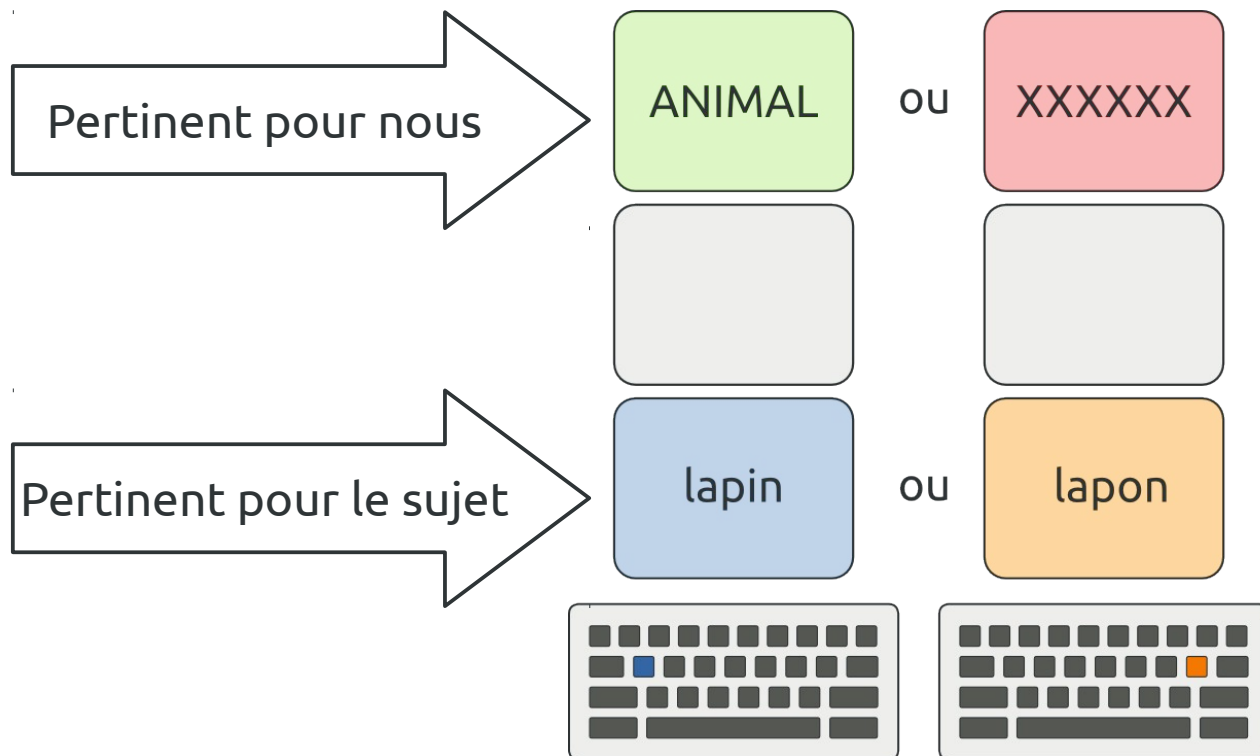 Pertinent pour nous
ANIMAL ou XXXXXX
Pertinent pour le sujet
lapin ou lapon